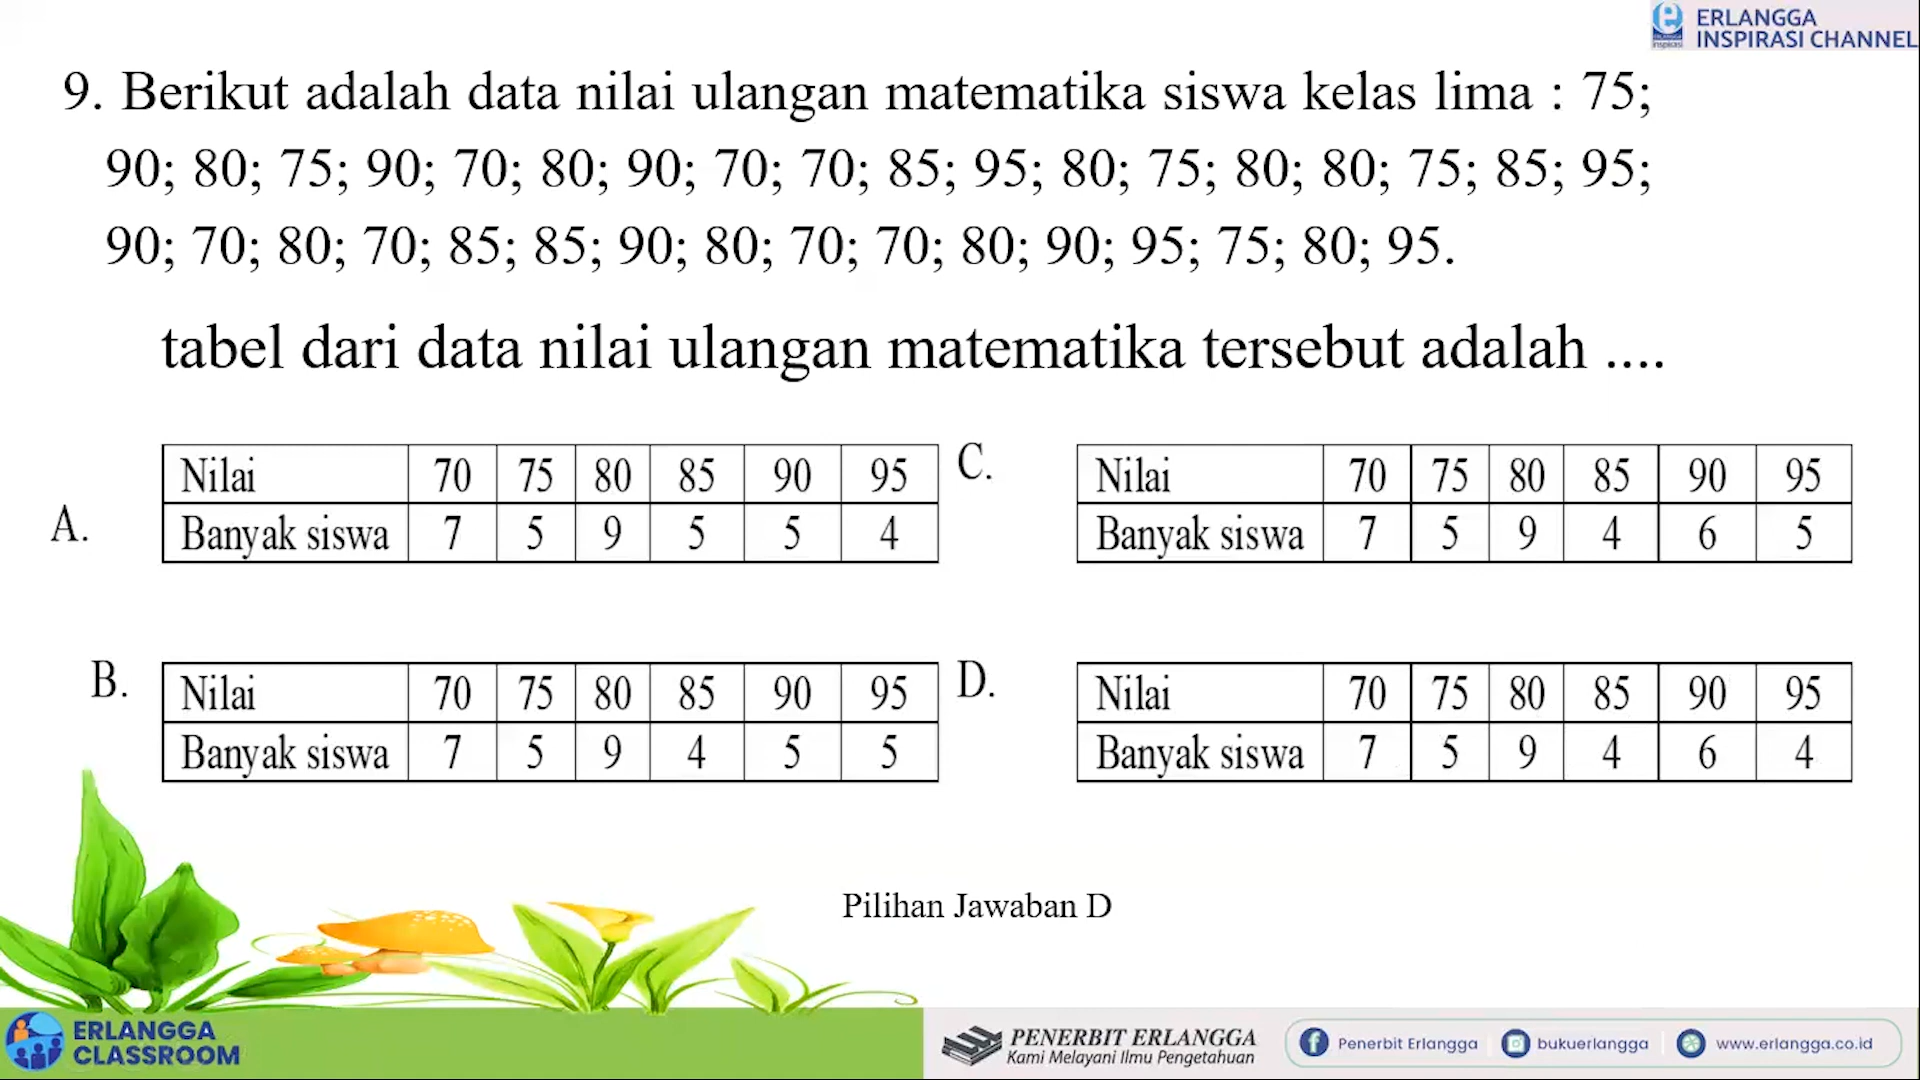 ERLANGGA
INSPIRASI CHANNEL
9. Berikut adalah data nilai ulangan matematika siswa kelas lima : 75;
90; 80; 75; 90; 70; 80; 90; 70; 70; 85; 95; 80; 75; 80; 80; 75; 85; 95;
90; 70; 80; 70; 85; 85; 90; 80; 70; 70; 80; 90; 95; 75; 80; 95.
tabel dari data nilai ulangan matematika tersebut adalah ....
A.
Nilai 70 75 80 85 90 95
Banyak siswa 7 5 9 5 5 4
C.
Nilai 70 75 80 85 90 95
Banyak siswa 7 5 9 4 6 5
B.
Nilai 70 75 80 85 90 95
Banyak siswa 7 5 9 4 5 5
D.
Nilai 70 75 80 85 90 95
Banyak siswa 7 5 9 4 6 4
Pilihan Jawaban D
ERLANGGA
CLASSROOM
PENERBIT ERLANGGA
Kami Melayani Ilmu Pengetahuan
Penerbit Erlangga
bukuerlangga
www.erlangga.co.id